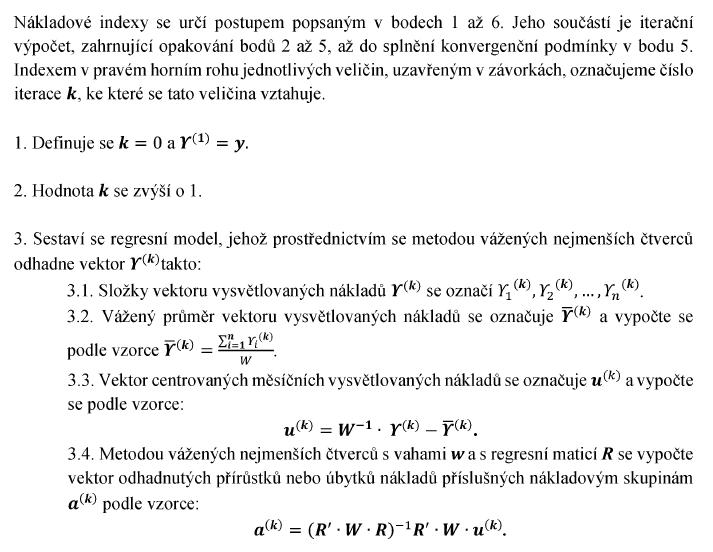 Nákladové indexy se určí postupem popsaným v bodech 1 až 6. Jeho součástí je iterační
výpočet, zahrnující opakování bodů 2 až 5, až do splnění konvergenční podmínky v bodu 5.
Indexem v pravém horním rohu jednotlivých veličin, uzavřeným v závorkách, označujeme číslo
iterace k, ke které se tato veličina vztahuje.
1. Definuje se k = 0 a Υ⁽¹⁾ = y.
2. Hodnota k se zvýší o 1.
3. Sestaví se regresní model, jehož prostřednictvím se metodou vážených nejmenších čtverců
odhadne vektor Υ⁽ᵏ⁾takto:
3.1. Složky vektoru vysvětlovaných nákladů Υ⁽ᵏ⁾ se označí Υ₁⁽ᵏ⁾, Υ₂⁽ᵏ⁾, …, Υₙ⁽ᵏ⁾.
3.2. Vážený průměr vektoru vysvětlovaných nákladů se označuje Ῡ⁽ᵏ⁾ a vypočte se
podle vzorce Ῡ⁽ᵏ⁾ = ∑ⁿᵢ₌₁ Υᵢ⁽ᵏ⁾ / W.
3.3. Vektor centrovaných měsíčních vysvětlovaných nákladů se označuje u⁽ᵏ⁾ a vypočte
se podle vzorce:
u⁽ᵏ⁾ = W⁻¹ · Υ⁽ᵏ⁾ − Ῡ⁽ᵏ⁾.
3.4. Metodou vážených nejmenších čtverců s vahami w a s regresní maticí R se vypočte
vektor odhadnutých přírůstků nebo úbytků nákladů příslušných nákladovým skupinám
a⁽ᵏ⁾ podle vzorce:
a⁽ᵏ⁾ = (R′ · W · R)⁻¹R′ · W · u⁽ᵏ⁾.